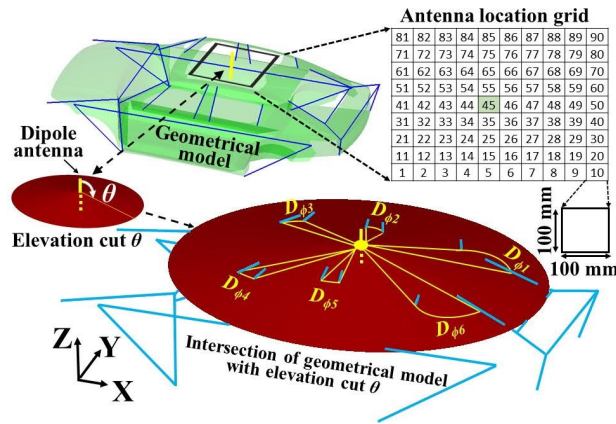 Antenna location grid
81 82 83 84 85 86 87 88 89 90
71 72 73 74 75 76 77 78 79 80
61 62 63 64 65 66 67 68 69 70
51 52 53 54 55 56 57 58 59 60
41 42 43 44 45 46 47 48 49 50
31 32 33 34 35 36 37 38 39 40
21 22 23 24 25 26 27 28 29 30
11 12 13 14 15 16 17 18 19 20
1 2 3 4 5 6 7 8 9 10
Geometrical
model
Dipole
antenna
θ
Elevation cut θ
100 mm
100 mm
Dϕ3
Dϕ2
Dϕ1
Dϕ4
Dϕ5
Dϕ6
Intersection of geometrical model
with elevation cut θ
Z
Y
X